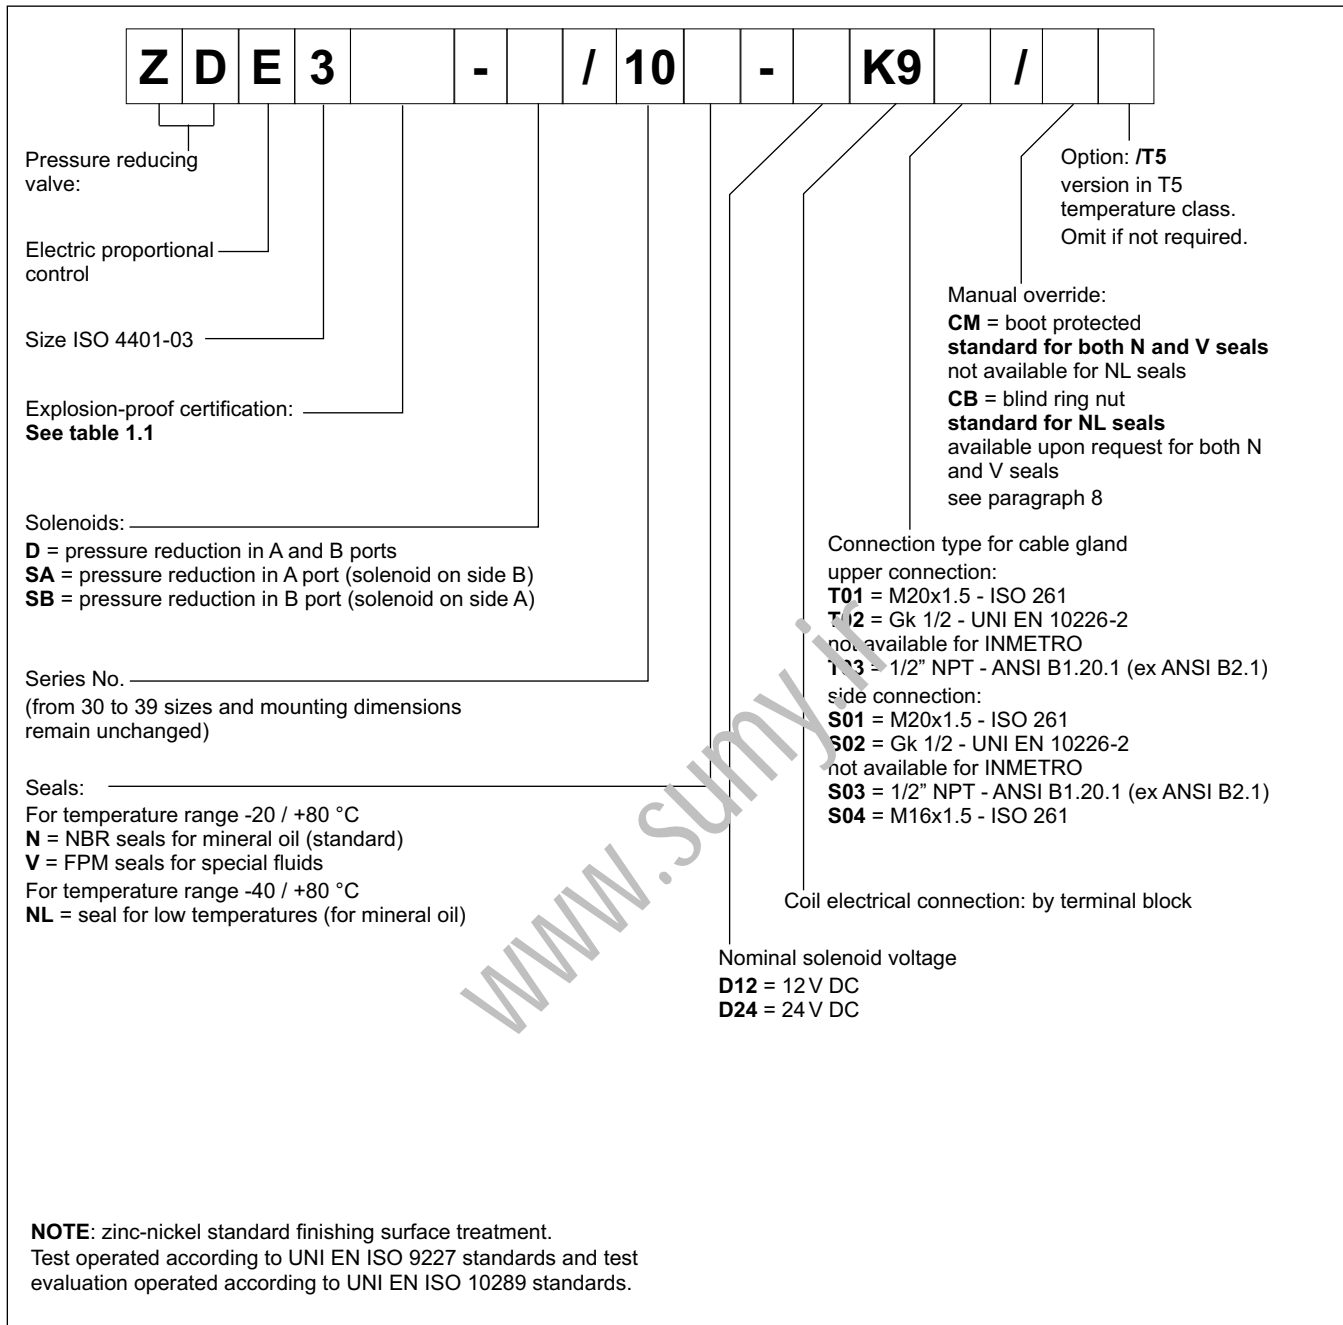 Z D E 3 - / 10 - K9 /
Pressure reducing
valve:
Electric proportional
control
Size ISO 4401-03
Explosion-proof certification:
See table 1.1
Solenoids:
D = pressure reduction in A and B ports
SA = pressure reduction in A port (solenoid on side B)
SB = pressure reduction in B port (solenoid on side A)
Series No.
(from 30 to 39 sizes and mounting dimensions
remain unchanged)
Seals:
For temperature range -20 / +80 °C
N = NBR seals for mineral oil (standard)
V = FPM seals for special fluids
For temperature range -40 / +80 °C
NL = seal for low temperatures (for mineral oil)
Option: /T5
version in T5
temperature class.
Omit if not required.
Manual override:
CM = boot protected
standard for both N and V seals
not available for NL seals
CB = blind ring nut
standard for NL seals
available upon request for both N
and V seals
see paragraph 8
Connection type for cable gland
upper connection:
T01 = M20x1.5 - ISO 261
T02 = Gk 1/2 - UNI EN 10226-2
not available for INMETRO
T03 = 1/2" NPT - ANSI B1.20.1 (ex ANSI B2.1)
side connection:
S01 = M20x1.5 - ISO 261
S02 = Gk 1/2 - UNI EN 10226-2
not available for INMETRO
S03 = 1/2" NPT - ANSI B1.20.1 (ex ANSI B2.1)
S04 = M16x1.5 - ISO 261
Coil electrical connection: by terminal block
Nominal solenoid voltage
D12 = 12 V DC
D24 = 24 V DC
www.sumy.ir
NOTE: zinc-nickel standard finishing surface treatment.
Test operated according to UNI EN ISO 9227 standards and test
evaluation operated according to UNI EN ISO 10289 standards.